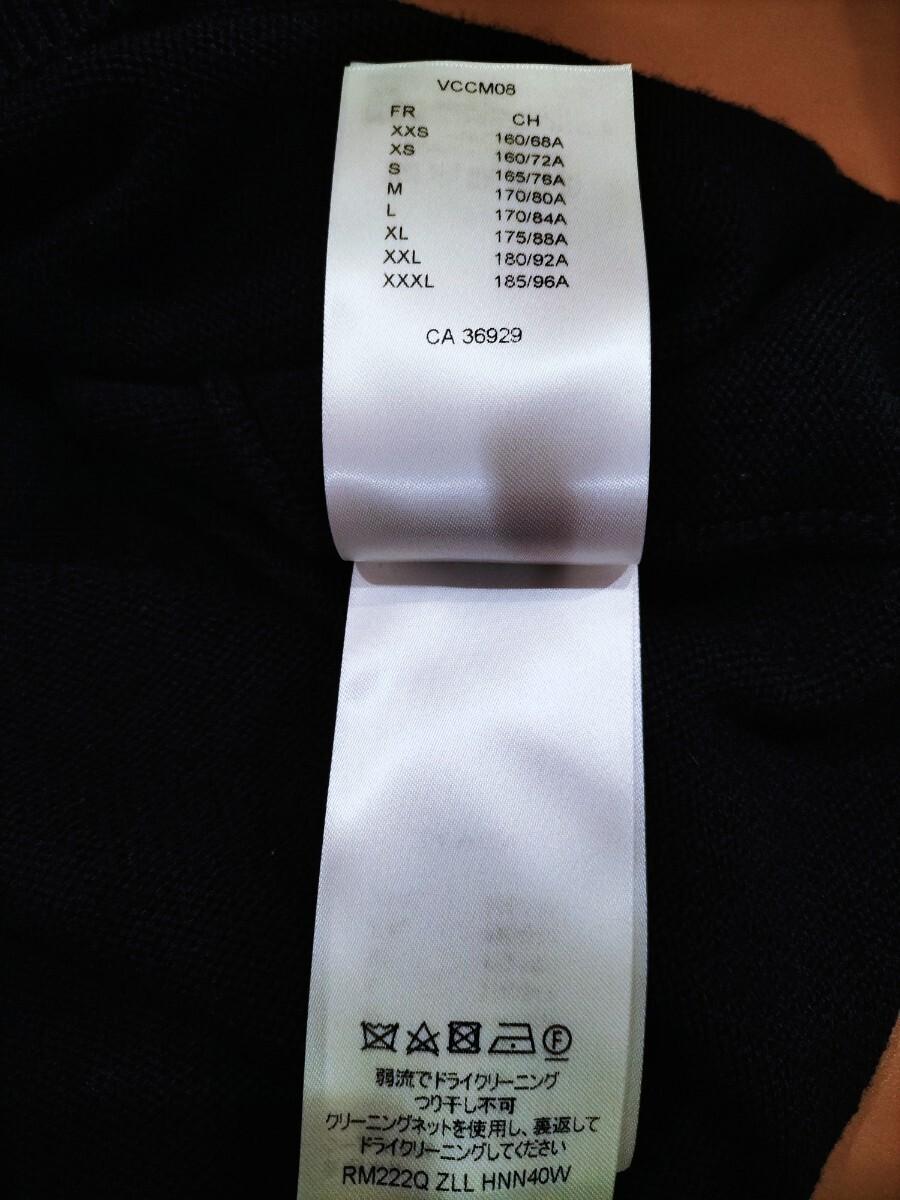 VCCM08
FR CH
XXS 160/68A
XS 160/72A
S 165/76A
M 170/80A
L 170/84A
XL 175/88A
XXL 180/92A
XXXL 185/96A
CA 36929
F
弱流でドライクリーニング
つり干し不可
クリーニングネットを使用し、裏返して
ドライクリーニングしてください
RM222Q ZLL HNN40W